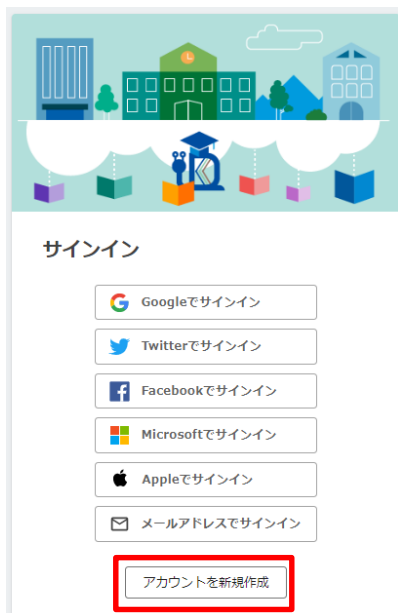 サインイン
Googleでサインイン
Twitterでサインイン
Facebookでサインイン
Microsoftでサインイン
Appleでサインイン
メールアドレスでサインイン
アカウントを新規作成